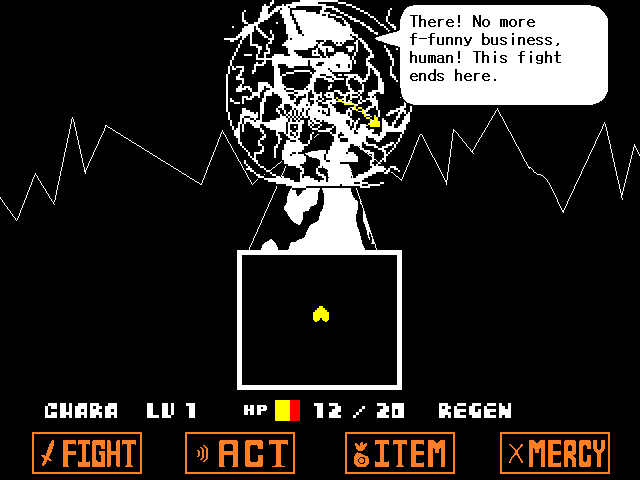 There! No more
f-funny business,
human! This fight
ends here.
CHARA LV 1 HP 12 / 20 REGEN
FIGHT ACT ITEM MERCY